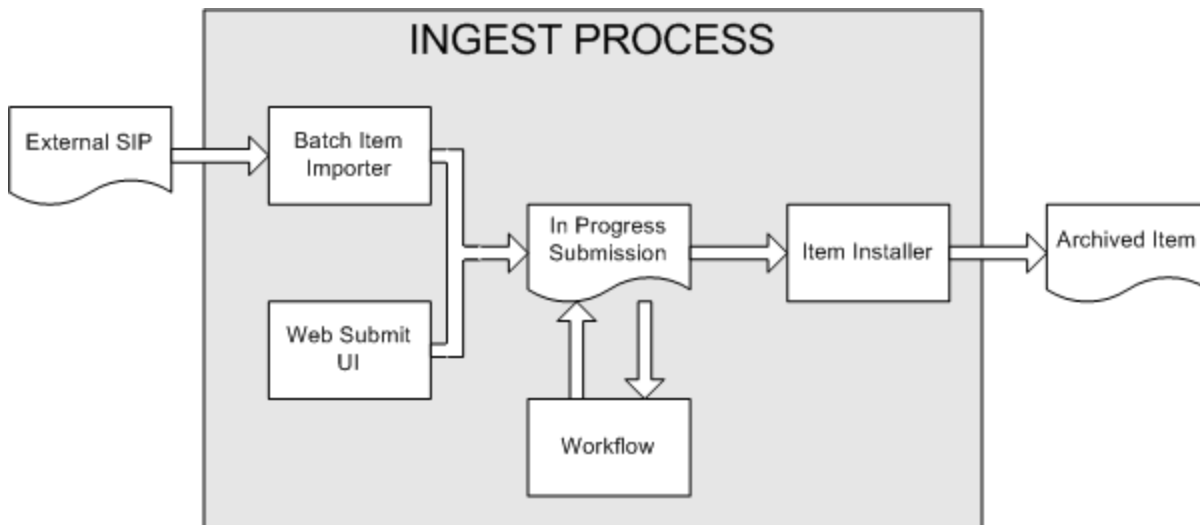 INGEST PROCESS
External SIP
Batch Item
Importer
In Progress
Submission
Item Installer
Archived Item
Web Submit
UI
Workflow